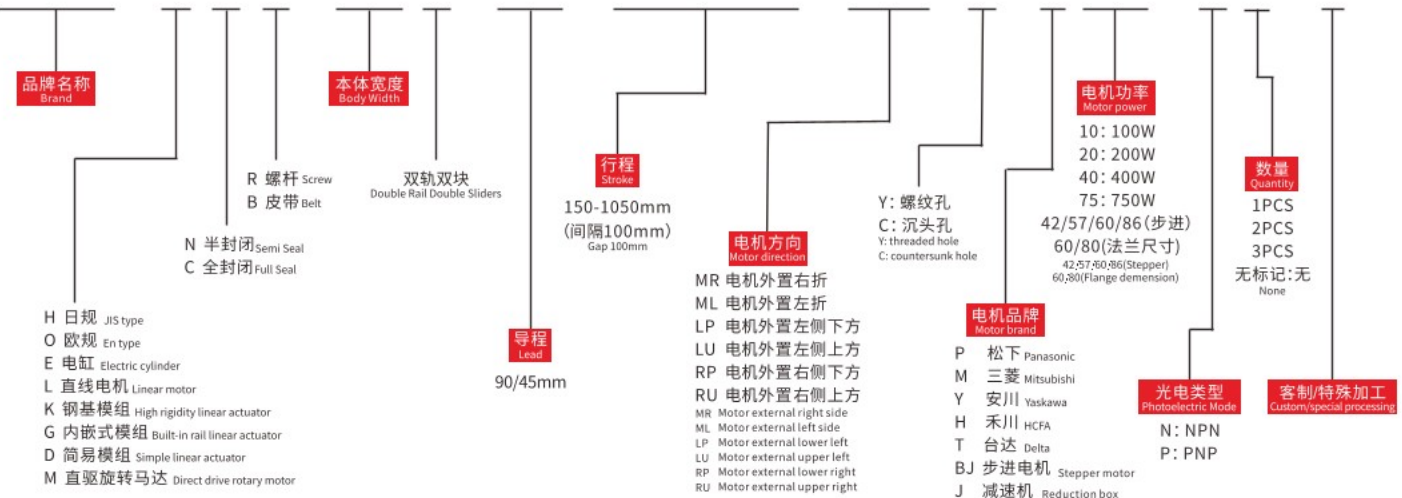 品牌名称
Brand
H 日规 JIS type
O 欧规 En type
E 电缸 Electric cylinder
L 直线电机 Linear motor
K 钢基模组 High rigidity linear actuator
G 内嵌式模组 Built-in rail linear actuator
D 简易模组 Simple linear actuator
M 直驱旋转马达 Direct drive rotary motor
N 半封闭 Semi Seal
C 全封闭 Full Seal
R 螺杆 Screw
B 皮带 Belt
本体宽度
Body Width
双轨双块
Double Rail Double Sliders
导程
Lead
90/45mm
行程
Stroke
150-1050mm
（间隔100mm）
Gap 100mm
电机方向
Motor direction
MR 电机外置右折
ML 电机外置左折
LP 电机外置左侧下方
LU 电机外置左侧上方
RP 电机外置右侧下方
RU 电机外置右侧上方
MR Motor external right side
ML Motor external left side
LP Motor external lower left
LU Motor external upper left
RP Motor external lower right
RU Motor external upper right
Y: 螺纹孔
C: 沉头孔
Y: threaded hole
C: countersunk hole
电机品牌
Motor brand
P 松下 Panasonic
M 三菱 Mitsubishi
Y 安川 Yaskawa
H 禾川 HCFA
T 台达 Delta
BJ 步进电机 Stepper motor
J 减速机 Reduction box
电机功率
Motor power
10: 100W
20: 200W
40: 400W
75: 750W
42/57/60/86(步进)
60/80(法兰尺寸)
42;57;60;86(Stepper)
60;80(Flange demension)
光电类型
Photoelectric Mode
N: NPN
P: PNP
数量
Quantity
1PCS
2PCS
3PCS
无标记:无
None
客制/特殊加工
Custom/special processing